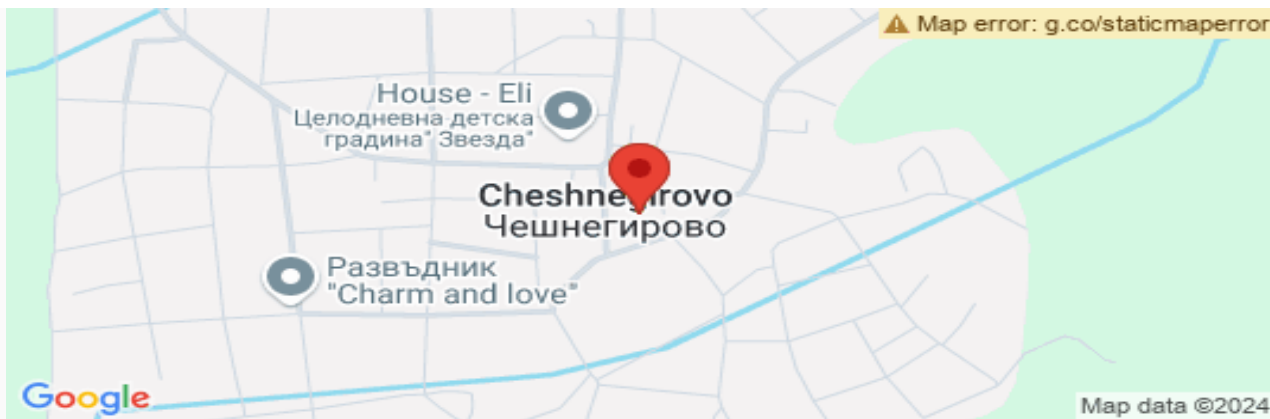 Map error: g.co/staticmaperror
House - Eli
Целодневна детска
градина" Звезда"
Cheshnegirovo
Чешнегирово
Развъдник
"Charm and love"
Google
Map data ©2024